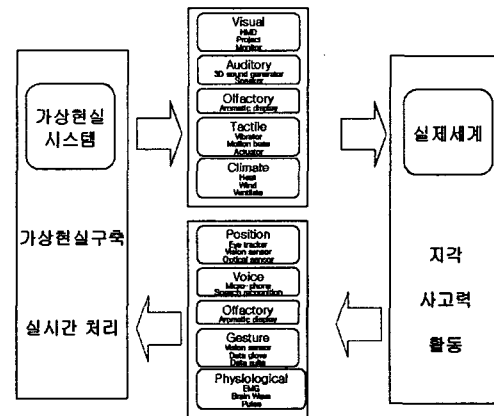 가상현실
시스템
가상현실구축
실시간 처리
Visual
HMD
Project
Monitor
Auditory
3D sound generator
Speaker
Olfactory
Aromatic display
Tactile
Vibrator
Motion base
Actuator
Climate
Heat
Wind
Ventilate
Position
Eye tracker
Vision sensor
Optical sensor
Voice
Micro-phone
Speech recognition
Olfactory
Aromatic display
Gesture
Vision sensor
Data glove
Data suite
Physiological
EMG
Brain Wave
Pulse
실제세계
지각
사고력
활동